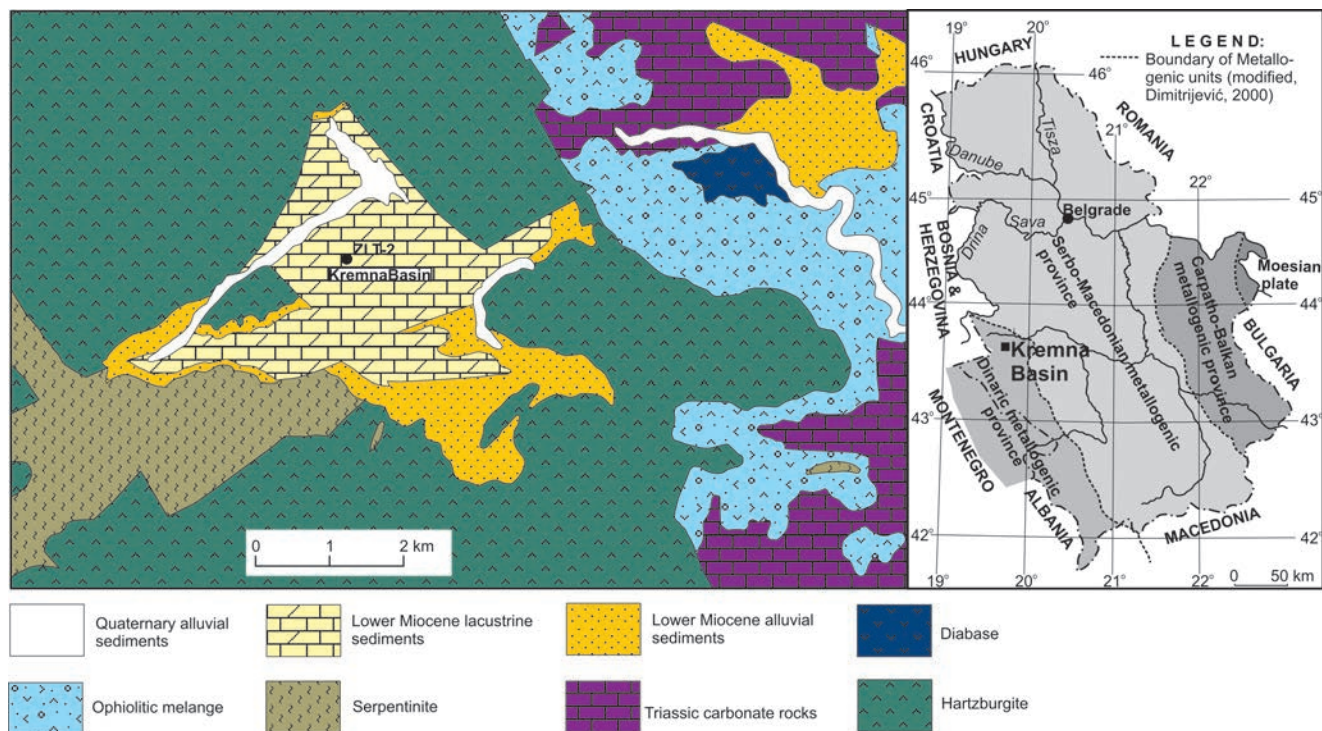 ZLT-2
KremnaBasin
0 1 2 km
19° 20°
HUNGARY
46°
46°
L E G E N D:
Boundary of Metallo-
genic units (modified,
Dimitrijević, 2000)
CROATIA
Tisza
21°
ROMANIA
Danube
22°
45°
45°
Belgrade
Sava
Drina
BOSNIA &
HERZEGOVINA
Serbo-Macedonian metallogenic
province
Carpatho-Balkan
metallogenic province
Moesian
plate
44°
44°
BULGARIA
Kremna
Basin
Dinaric metallogenic
province
43°
43°
MONTENEGRO
ALBANIA
MACEDONIA
42°
42°
19° 20° 21° 22° 0 50 km
Quaternary alluvial
sediments
Lower Miocene lacustrine
sediments
Lower Miocene alluvial
sediments
Diabase
Ophiolitic melange
Serpentinite
Triassic carbonate rocks
Hartzburgite